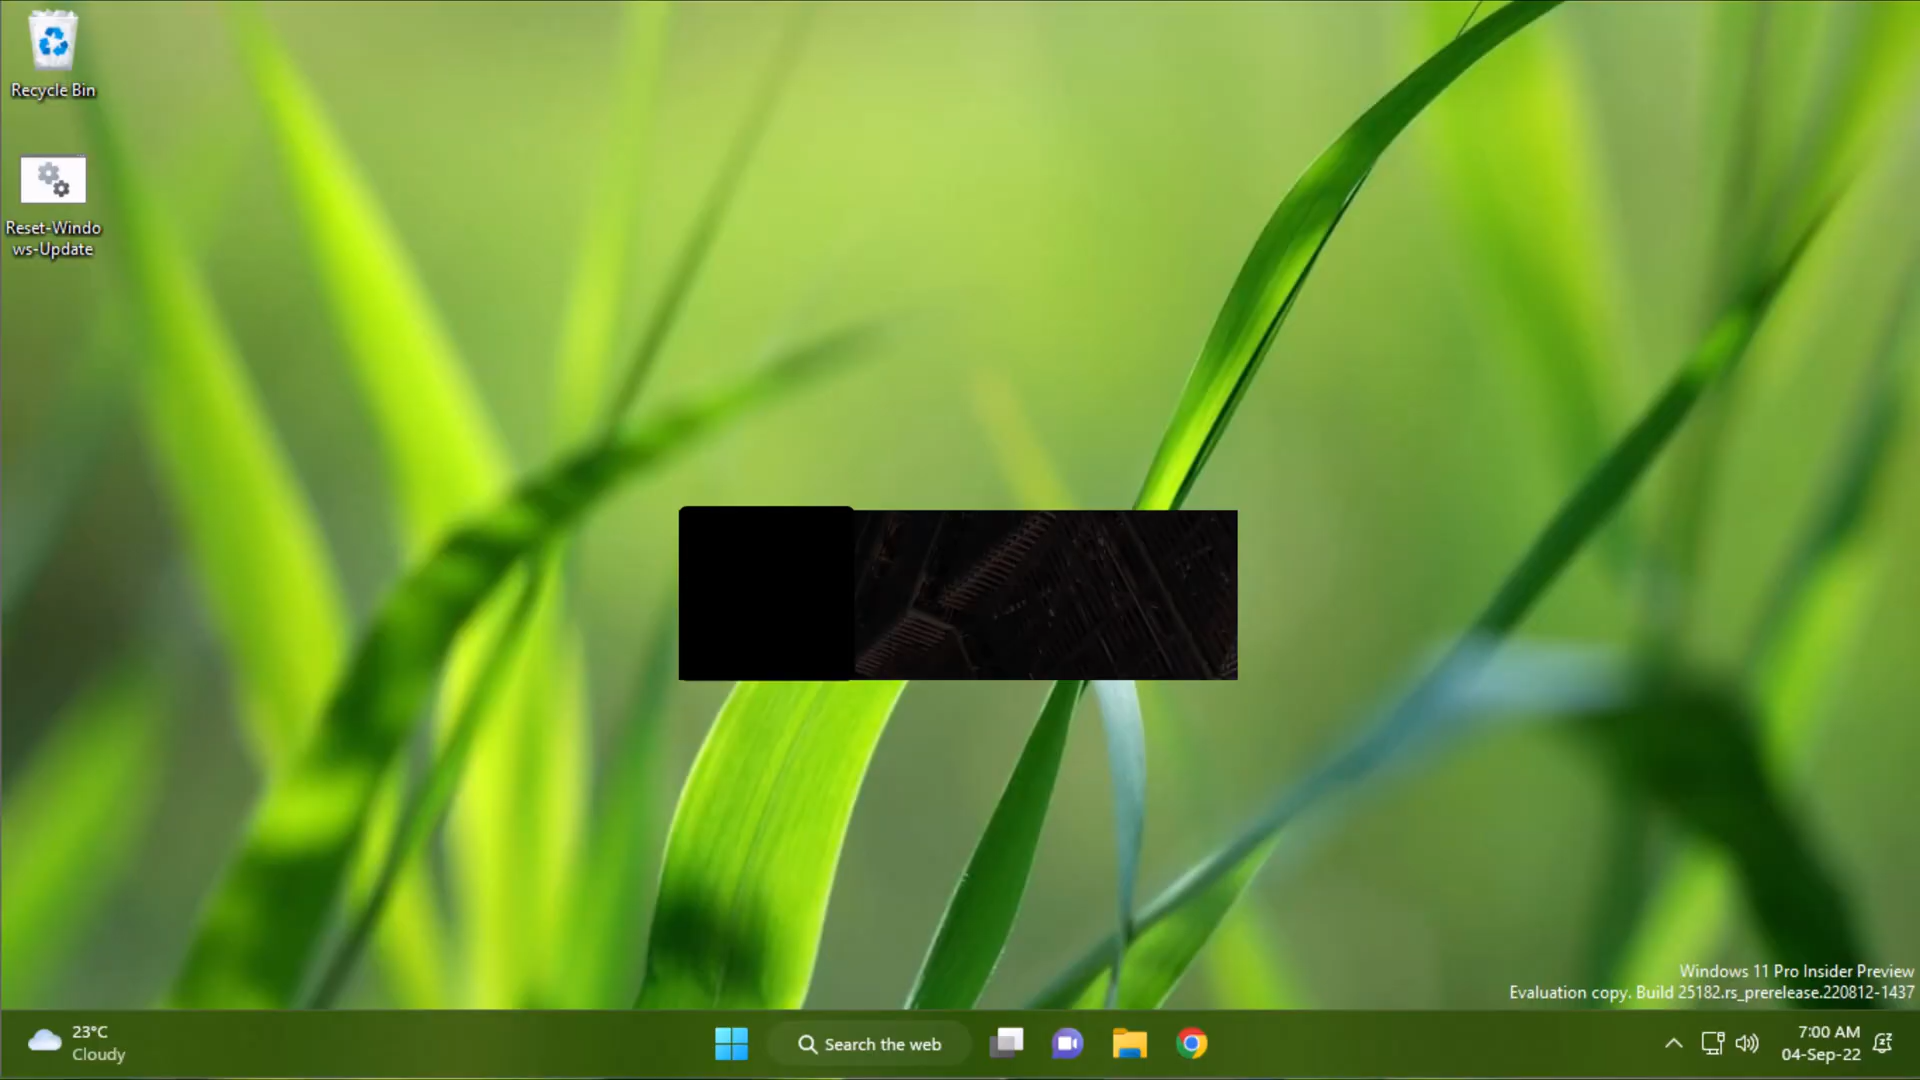 Recycle Bin
Reset-Windo
ws-Update
Windows 11 Pro Insider Preview
Evaluation copy. Build 25182.rs_prerelease.220812-1437
23°C
Cloudy
Search the web
7:00 AM
04-Sep-22